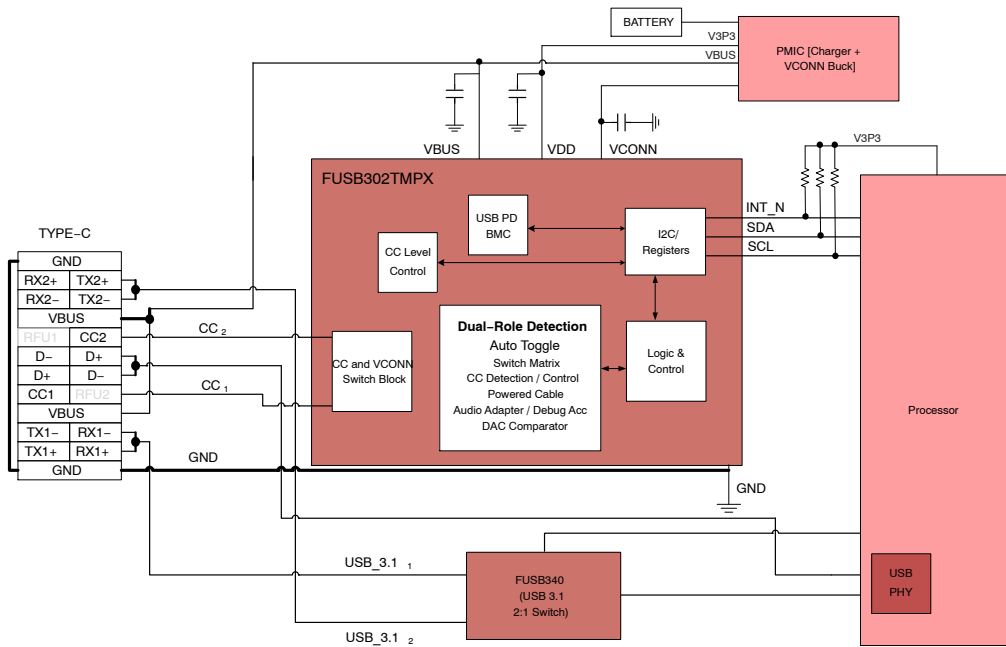 BATTERY
V3P3
VBUS
PMIC [Charger +
VCONN Buck]
VBUS
VDD
VCONN
V3P3
FUSB302TMPX
USB PD
BMC
I2C/
Registers
INT_N
SDA
SCL
CC Level
Control
TYPE-C
GND
RX2+ TX2+
RX2- TX2-
VBUS
RFU1 CC2
D- D+
D+ D-
CC1 RFU2
VBUS
TX1- RX1-
TX1+ RX1+
GND
CC 2
CC 1
GND
CC and VCONN
Switch Block
Dual-Role Detection
Auto Toggle
Switch Matrix
CC Detection / Control
Powered Cable
Audio Adapter / Debug Acc
DAC Comparator
Logic &
Control
Processor
GND
USB_3.1 1
USB_3.1 2
FUSB340
(USB 3.1
2:1 Switch)
USB
PHY